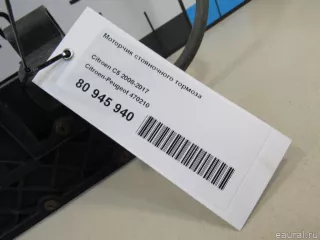 Моторчик стояночного тормоза
Citroen C5 2008-2017
Citroen-Peugeot 470210
80 945 940
eaural.ru